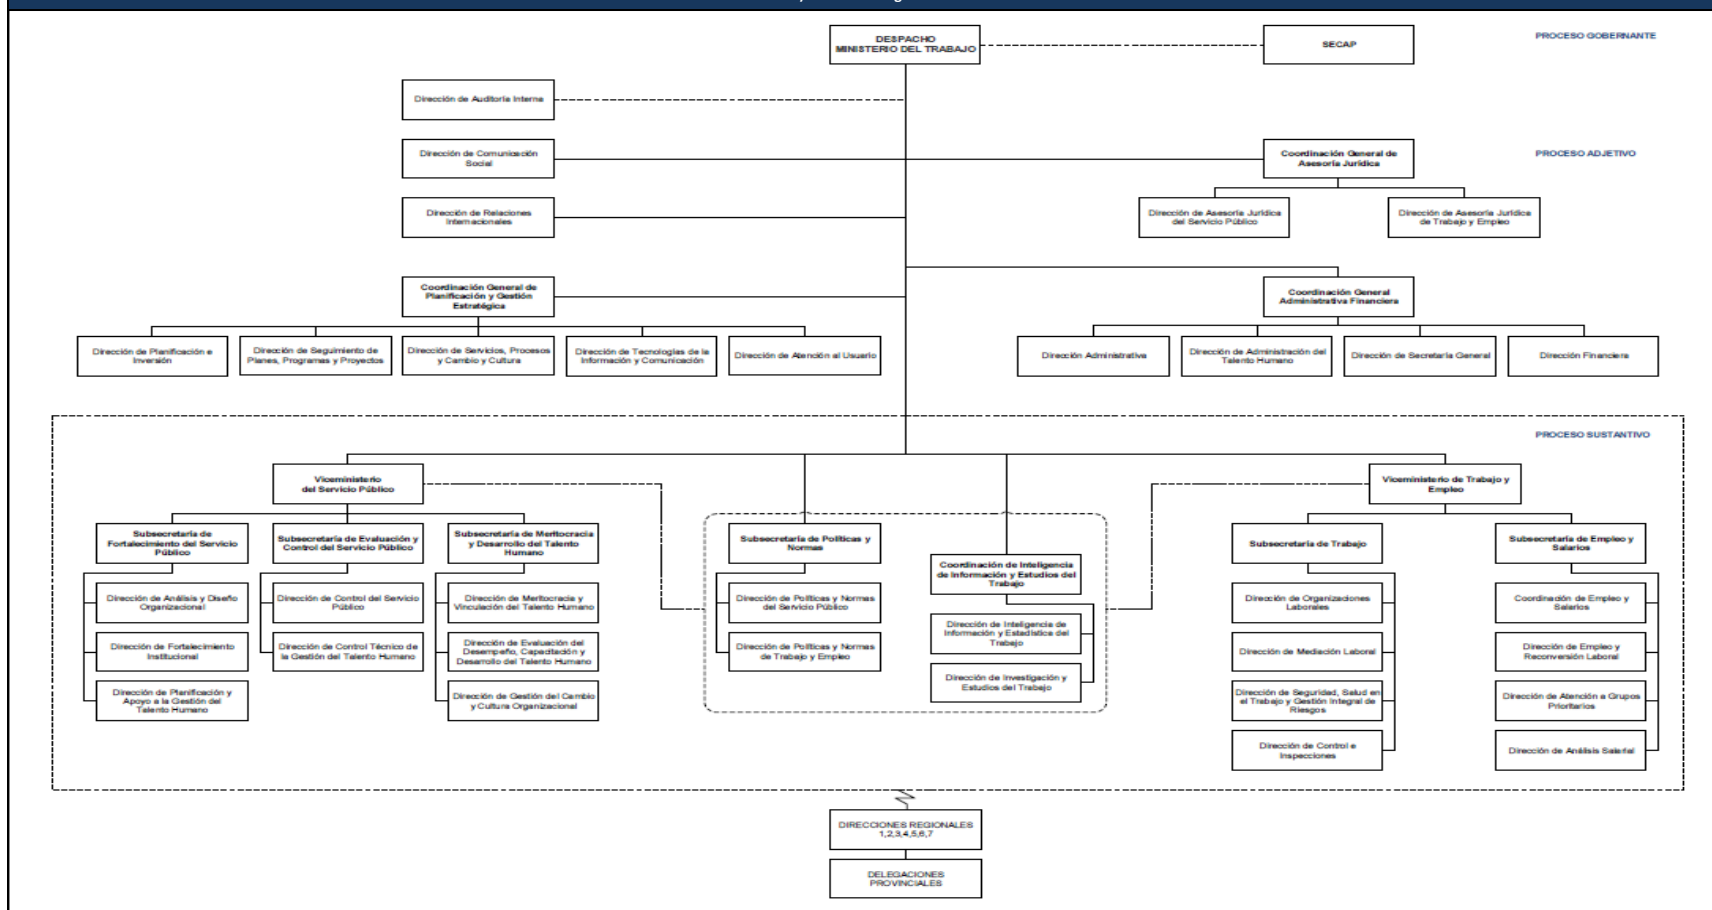 DESPACHO
MINISTERIO DEL TRABAJO
SECAP
PROCESO GOBERNANTE
Dirección de Auditoría Interna
Dirección de Comunicación
Social
Coordinación General de
Asesoría Jurídica
PROCESO ADJETIVO
Dirección de Relaciones
Internacionales
Dirección de Asesoría Jurídica
del Servicio Público
Dirección de Asesoría Jurídica
de Trabajo y Empleo
Coordinación General de
Planificación y Gestión
Estratégica
Coordinación General
Administrativa Financiera
Dirección de Planificación e
Inversión
Dirección de Seguimiento de
Planes, Programas y Proyectos
Dirección de Servicios, Procesos
y Cambio y Cultura
Dirección de Tecnologías de la
Información y Comunicación
Dirección de Atención al Usuario
Dirección Administrativa
Dirección de Administración del
Talento Humano
Dirección de Secretaría General
Dirección Financiera
PROCESO SUSTANTIVO
Viceministerio
del Servicio Público
Viceministerio de Trabajo y
Empleo
Subsecretaría de
Fortalecimiento del Servicio
Público
Subsecretaría de Evaluación y
Control del Servicio Público
Subsecretaría de Meritocracia
y Desarrollo del Talento
Humano
Subsecretaría de Políticas y
Normas
Coordinación de Inteligencia
de Información y Estudios del
Trabajo
Subsecretaría de Trabajo
Subsecretaría de Empleo y
Salarios
Dirección de Análisis y Diseño
Organizacional
Dirección de Control del Servicio
Público
Dirección de Meritocracia y
Vinculación del Talento Humano
Dirección de Políticas y Normas
del Servicio Público
Dirección de Inteligencia de
Información y Estadística del
Trabajo
Dirección de Organizaciones
Laborales
Coordinación de Empleo y
Salarios
Dirección de Fortalecimiento
Institucional
Dirección de Control Técnico de
la Gestión del Talento Humano
Dirección de Evaluación del
Desempeño, Capacitación y
Desarrollo del Talento Humano
Dirección de Políticas y Normas
de Trabajo y Empleo
Dirección de Investigación y
Estudios del Trabajo
Dirección de Mediación Laboral
Dirección de Empleo y
Reconversión Laboral
Dirección de Planificación y
Apoyo a la Gestión del
Talento Humano
Dirección de Gestión del Cambio
y Cultura Organizacional
Dirección de Seguridad, Salud en
el Trabajo y Gestión Integral de
Riesgos
Dirección de Atención a Grupos
Prioritarios
Dirección de Control e
Inspecciones
Dirección de Análisis Salarial
DIRECCIONES REGIONALES
1,2,3,4,5,6,7
DELEGACIONES
PROVINCIALES